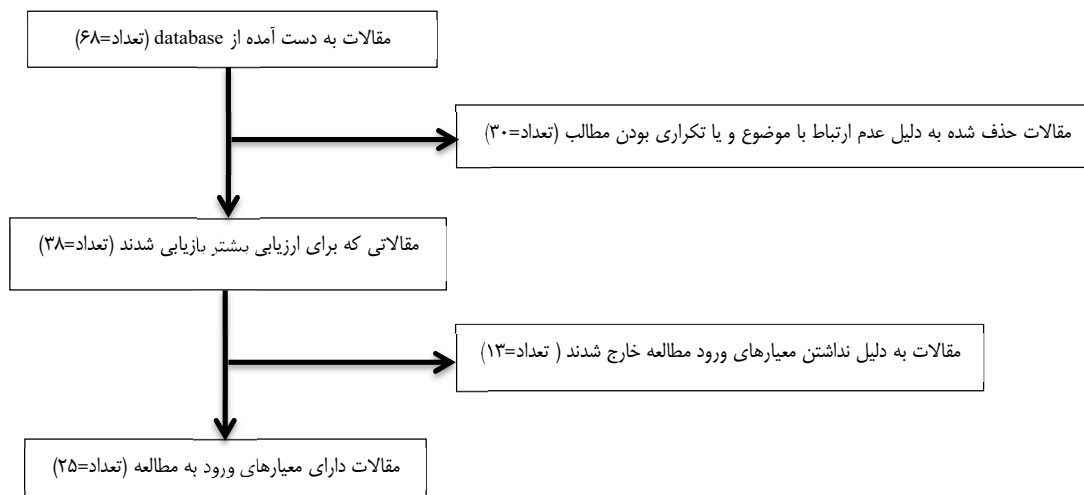 مقالات به دست آمده از database (تعداد=۶۸)
مقالات حذف شده به دلیل عدم ارتباط با موضوع و یا تکراری بودن مطالب (تعداد=۳۰)
مقالاتی که برای ارزیابی بیشتر بازیابی شدند (تعداد=۳۸)
مقالات به دلیل نداشتن معیارهای ورود مطالعه خارج شدند ( تعداد=۱۳)
مقالات دارای معیارهای ورود به مطالعه (تعداد=۲۵)